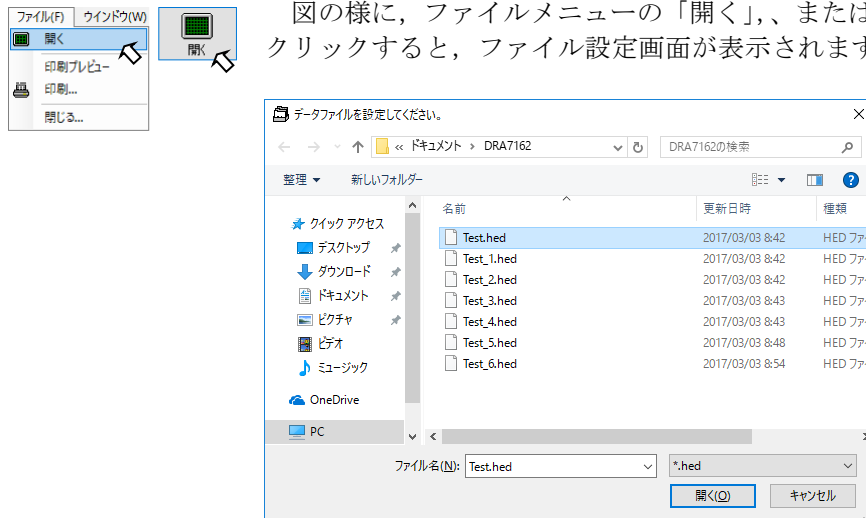 ファイル(F) ウインドウ(W)
開く
印刷プレビュー
印刷...
閉じる...
開く
図の様に，ファイルメニューの「開く」，、または
クリックすると，ファイル設定画面が表示されます
データファイルを設定してください。
« ドキュメント › DRA7162
DRA7162の検索
整理 新しいフォルダー
名前 更新日時 種類
クイック アクセス
デスクトップ
ダウンロード
ドキュメント
ピクチャ
ビデオ
ミュージック
OneDrive
PC
Test.hed 2017/03/03 8:42 HED ファ
Test_1.hed 2017/03/03 8:42 HED ファ
Test_2.hed 2017/03/03 8:42 HED ファ
Test_3.hed 2017/03/03 8:43 HED ファ
Test_4.hed 2017/03/03 8:43 HED ファ
Test_5.hed 2017/03/03 8:48 HED ファ
Test_6.hed 2017/03/03 8:54 HED ファ
ファイル名(N): Test.hed *.hed
開く(O) キャンセル